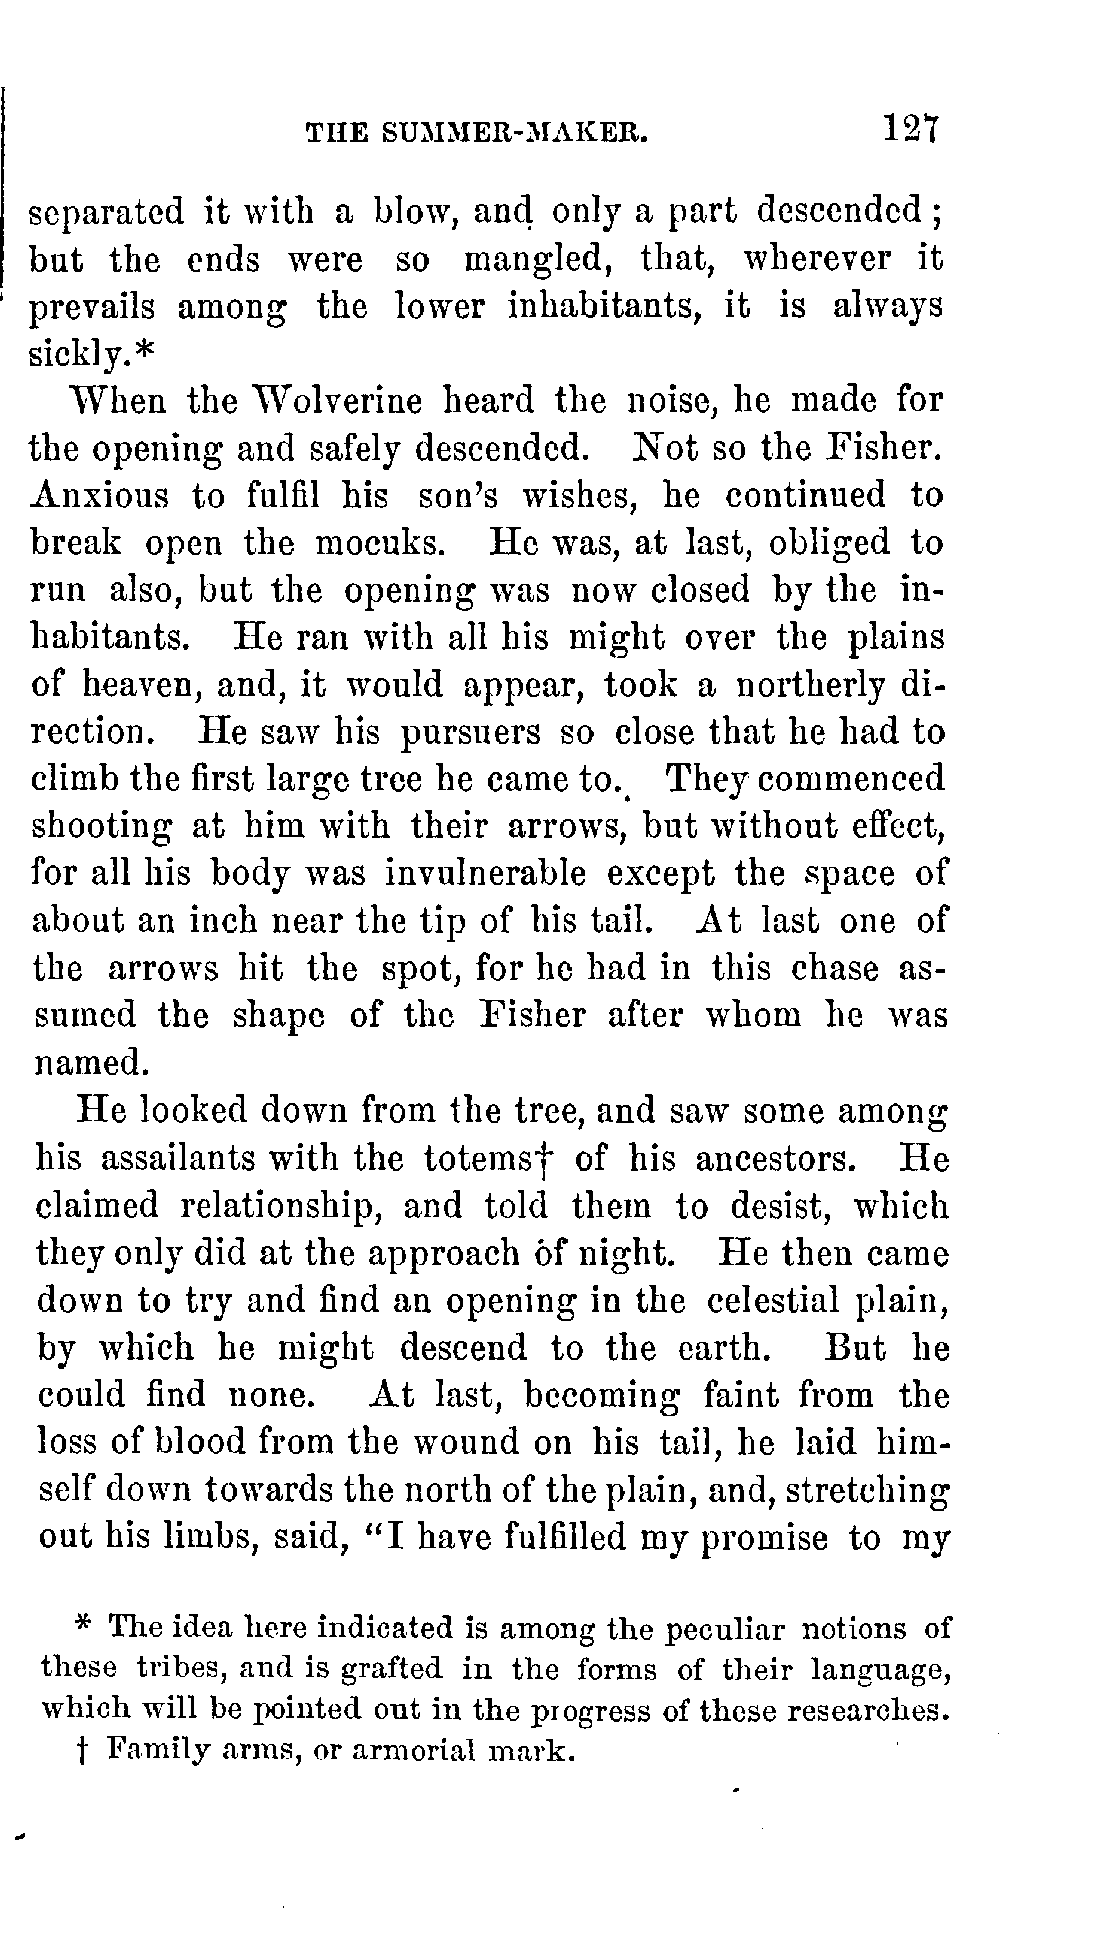 THE SUMMER-MAKER. 127
separated it with a blow, and only a part descended;
but the ends were so mangled, that, wherever it
prevails among the lower inhabitants, it is always
sickly.*
When the Wolverine heard the noise, he made for
the opening and safely descended. Not so the Fisher.
Anxious to fulfil his son's wishes, he continued to
break open the mocuks. He was, at last, obliged to
run also, but the opening was now closed by the in-
habitants. He ran with all his might over the plains
of heaven, and, it would appear, took a northerly di-
rection. He saw his pursuers so close that he had to
climb the first large tree he came to. They commenced
shooting at him with their arrows, but without effect,
for all his body was invulnerable except the space of
about an inch near the tip of his tail. At last one of
the arrows hit the spot, for he had in this chase as-
sumed the shape of the Fisher after whom he was
named.
He looked down from the tree, and saw some among
his assailants with the totems† of his ancestors. He
claimed relationship, and told them to desist, which
they only did at the approach of night. He then came
down to try and find an opening in the celestial plain,
by which he might descend to the earth. But he
could find none. At last, becoming faint from the
loss of blood from the wound on his tail, he laid him-
self down towards the north of the plain, and, stretching
out his limbs, said, "I have fulfilled my promise to my
* The idea here indicated is among the peculiar notions of
these tribes, and is grafted in the forms of their language,
which will be pointed out in the progress of these researches.
† Family arms, or armorial mark.